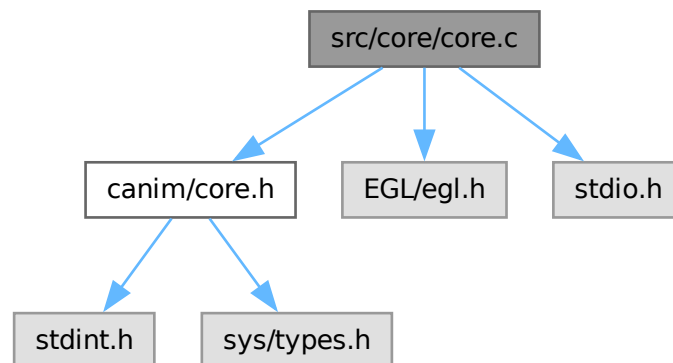 src/core/core.c
canim/core.h
EGL/egl.h
stdio.h
stdint.h
sys/types.h